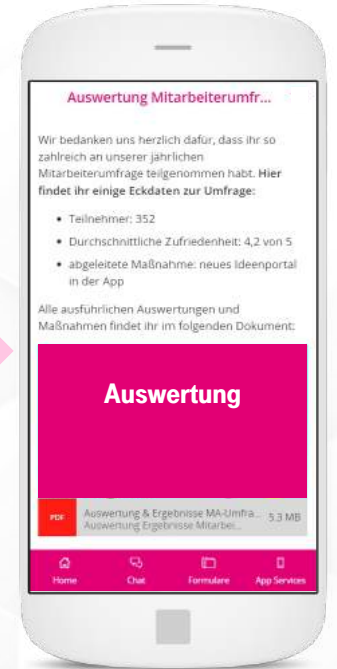 Auswertung Mitarbeiterumfr...
Wir bedanken uns herzlich dafür, dass ihr so
zahlreich an unserer jährlichen
Mitarbeiterumfrage teilgenommen habt. Hier
findet ihr einige Eckdaten zur Umfrage:
• Teilnehmer: 352
• Durchschnittliche Zufriedenheit: 4,2 von 5
• abgeleitete Maßnahme: neues Ideenportal
in der App
Alle ausführlichen Auswertungen und
Maßnahmen findet ihr im folgenden Dokument:
Auswertung
PDF
Auswertung & Ergebnisse MA-Umfra... 5.3 MB
Auswertung Ergebnisse Mitarbei...
Home Chat Formulare App Services